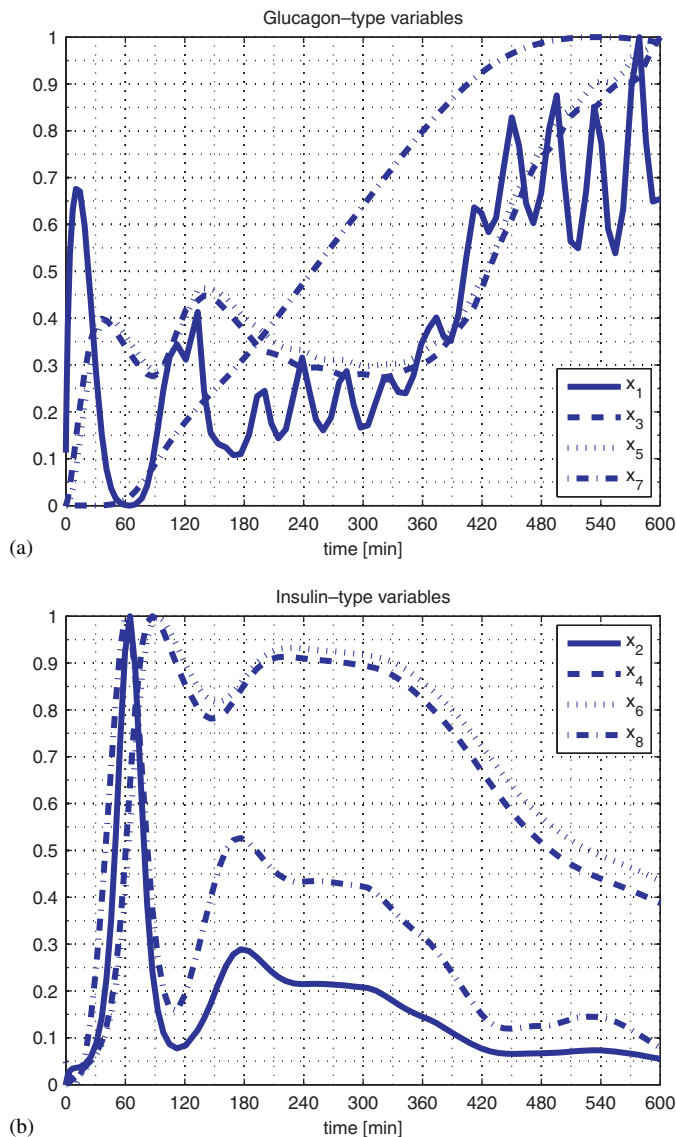 Glucagon–type variables
1
0.9
0.8
0.7
0.6
0.5
0.4
0.3
0.2
0.1
0
x1
x3
x5
x7
0 60 120 180 240 300 360 420 480 540 600
(a)
time [min]
Insulin–type variables
1
0.9
0.8
0.7
0.6
0.5
0.4
0.3
0.2
0.1
0
x2
x4
x6
x8
0 60 120 180 240 300 360 420 480 540 600
(b)
time [min]